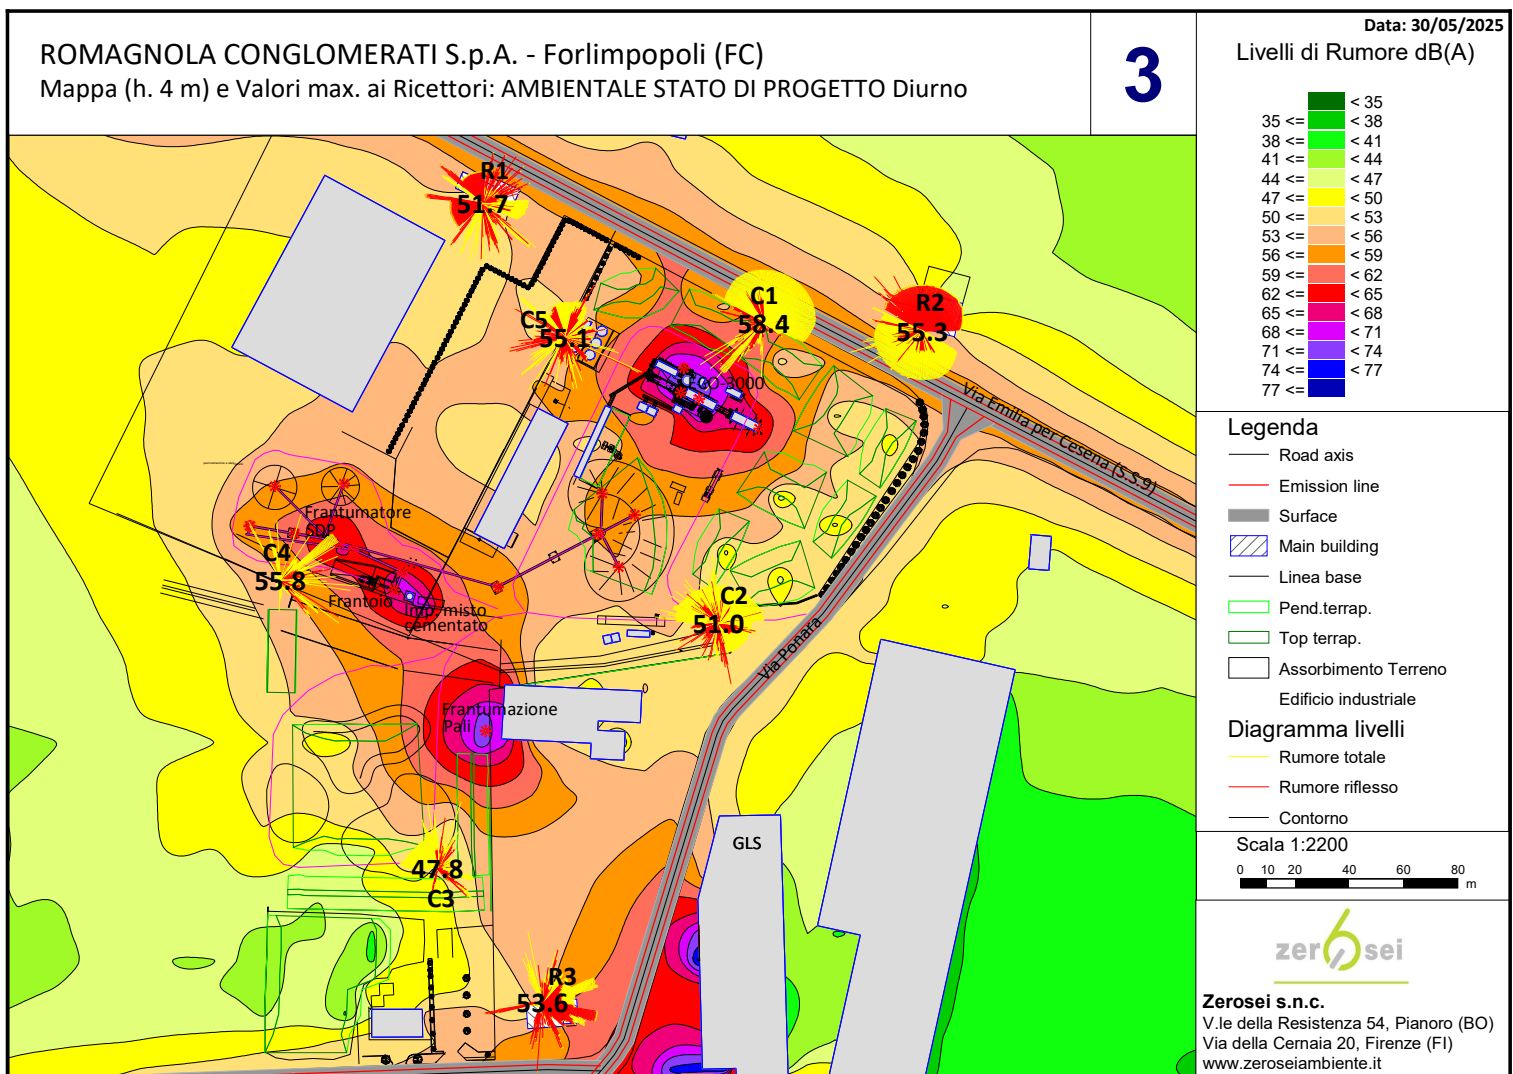 ROMAGNOLA CONGLOMERATI S.p.A. - Forlimpopoli (FC)
Mappa (h. 4 m) e Valori max. ai Ricettori: AMBIENTALE STATO DI PROGETTO Diurno
3
Data: 30/05/2025
Livelli di Rumore dB(A)
< 35
35 <= < 38
38 <= < 41
41 <= < 44
44 <= < 47
47 <= < 50
50 <= < 53
53 <= < 56
56 <= < 59
59 <= < 62
62 <= < 65
65 <= < 68
68 <= < 71
71 <= < 74
74 <= < 77
77 <=
Legenda
Road axis
Emission line
Surface
Main building
Linea base
Pend.terrap.
Top terrap.
Assorbimento Terreno
Edificio industriale
Diagramma livelli
Rumore totale
Rumore riflesso
Contorno
Scala 1:2200
0 10 20 40 60 80
m
zerosei
Zerosei s.n.c.
V.le della Resistenza 54, Pianoro (BO)
Via della Cernaia 20, Firenze (FI)
www.zeroseiambiente.it
R1
51.7
C1
58.4
R2
55.3
C5
55.1
ECO-3000
Via Emilia per Cesena (S.S.9)
Frantumatore
SDP
C4
55.8
Frantoio
Imp. misto
cementato
C2
51.0
Via Ponara
Frantumazione
Pali
GLS
47.8
C3
R3
53.6